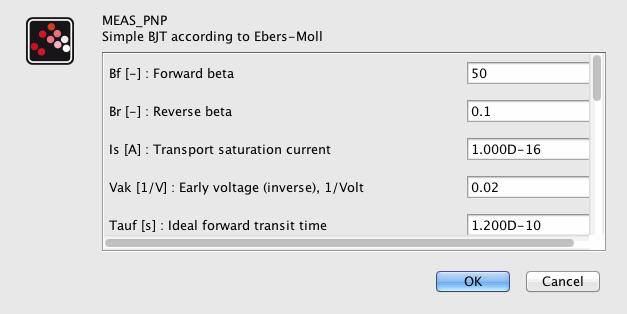 MEAS_PNP
Simple BJT according to Ebers-Moll
Bf [-] : Forward beta 50
Br [-] : Reverse beta 0.1
Is [A] : Transport saturation current 1.000D-16
Vak [1/V] : Early voltage (inverse), 1/Volt 0.02
Tauf [s] : Ideal forward transit time 1.200D-10
OK Cancel